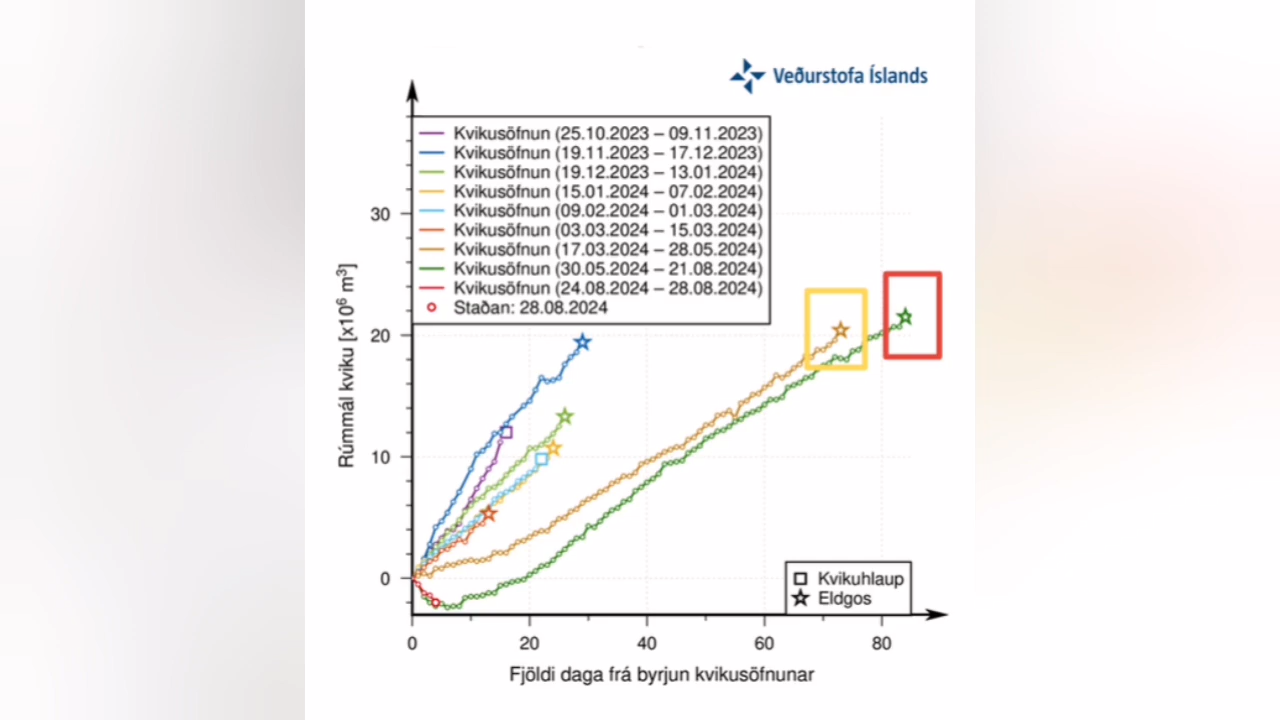 Veðurstofa Íslands
Kvikusöfnun (25.10.2023 – 09.11.2023)
Kvikusöfnun (19.11.2023 – 17.12.2023)
Kvikusöfnun (19.12.2023 – 13.01.2024)
Kvikusöfnun (15.01.2024 – 07.02.2024)
Kvikusöfnun (09.02.2024 – 01.03.2024)
Kvikusöfnun (03.03.2024 – 15.03.2024)
Kvikusöfnun (17.03.2024 – 28.05.2024)
Kvikusöfnun (30.05.2024 – 21.08.2024)
Kvikusöfnun (24.08.2024 – 28.08.2024)
Staðan: 28.08.2024
Rúmmál kviku [x10⁶ m³]
30
20
10
0
Kvikuhlaup
Eldgos
0 20 40 60 80
Fjöldi daga frá byrjun kvikusöfnunar